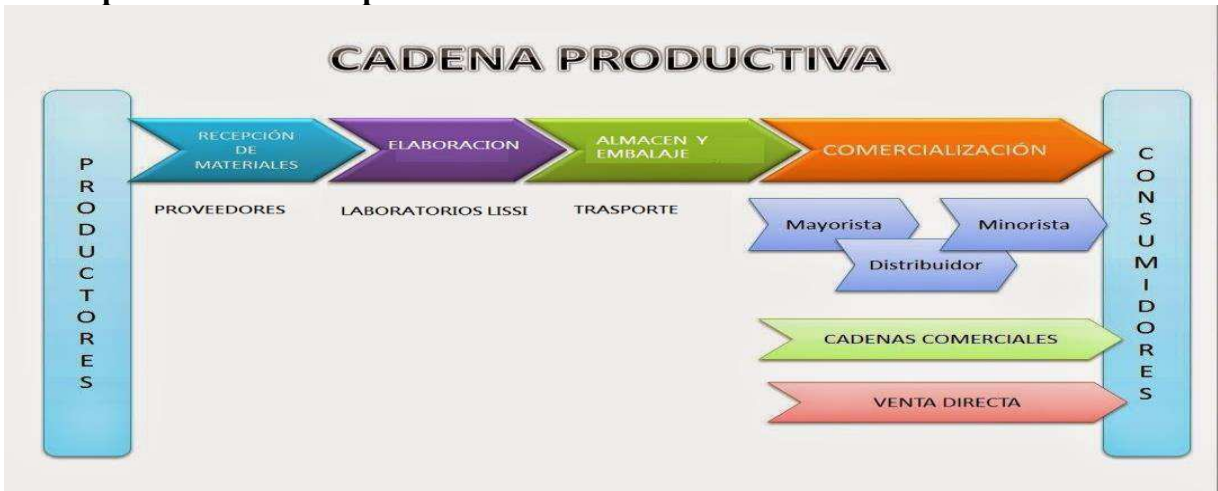 CADENA PRODUCTIVA
PRODUCTORES
RECEPCIÓN
DE
MATERIALES
ELABORACION
ALMACEN Y
EMBALAJE
COMERCIALIZACIÓN
PROVEEDORES
LABORATORIOS LISSI
TRASPORTE
Mayorista
Minorista
Distribuidor
CADENAS COMERCIALES
VENTA DIRECTA
CONSUMIDORES